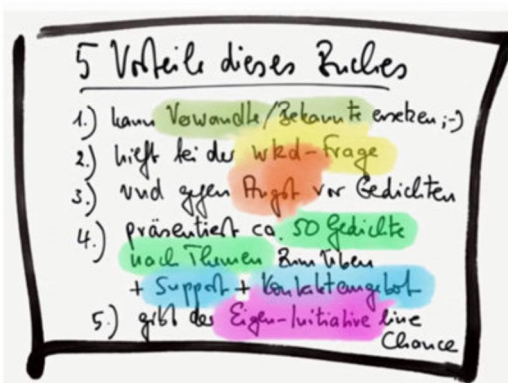 5 Vorteile dieses Buches
1.) kann Verwandte/Bekannte ersetzen ;-)
2.) hilft bei der wkd-Frage
3.) und gegen Angst vor Gedichten
4.) präsentiert ca. 50 Gedichte
nach Themen zum Üben
+ Support + Kontaktangebot
5.) gibt der Eigen-Initiative eine
Chance